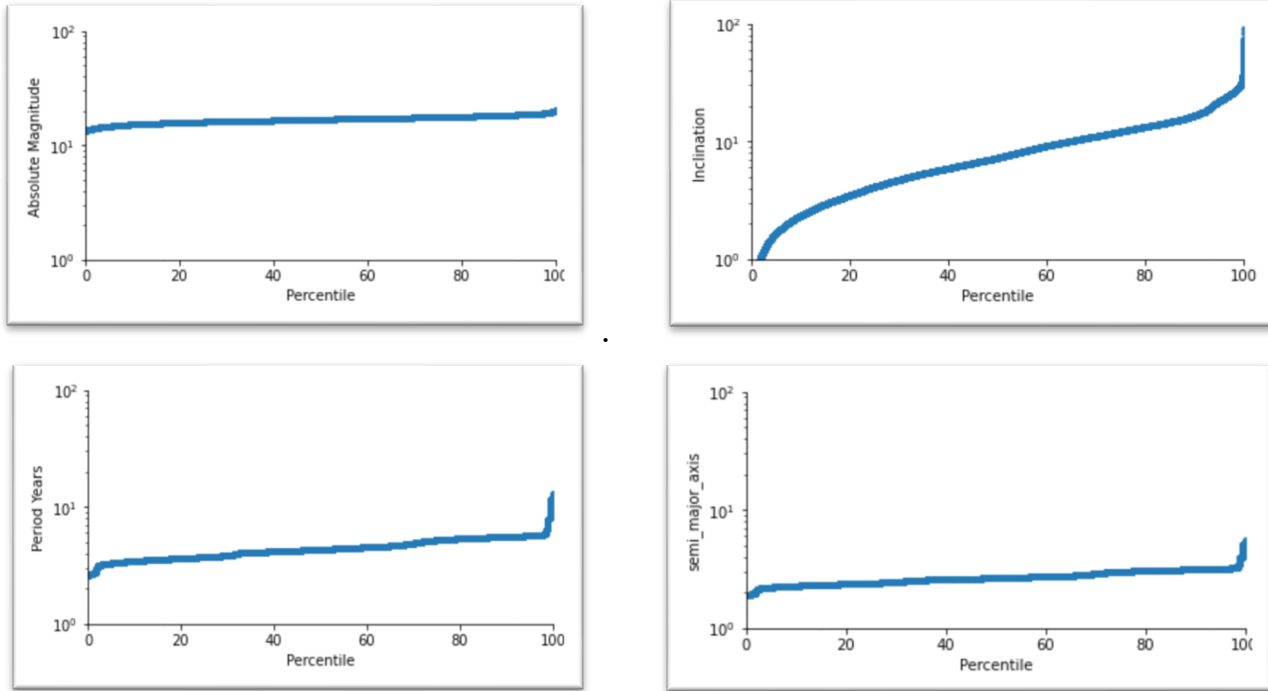 10²
Absolute Magnitude
10¹
10⁰
0 20 40 60 80 100
Percentile
10²
Inclination
10¹
10⁰
0 20 40 60 80 100
Percentile
.
10²
Period Years
10¹
10⁰
0 20 40 60 80 100
Percentile
10²
semi_major_axis
10¹
10⁰
0 20 40 60 80 100
Percentile